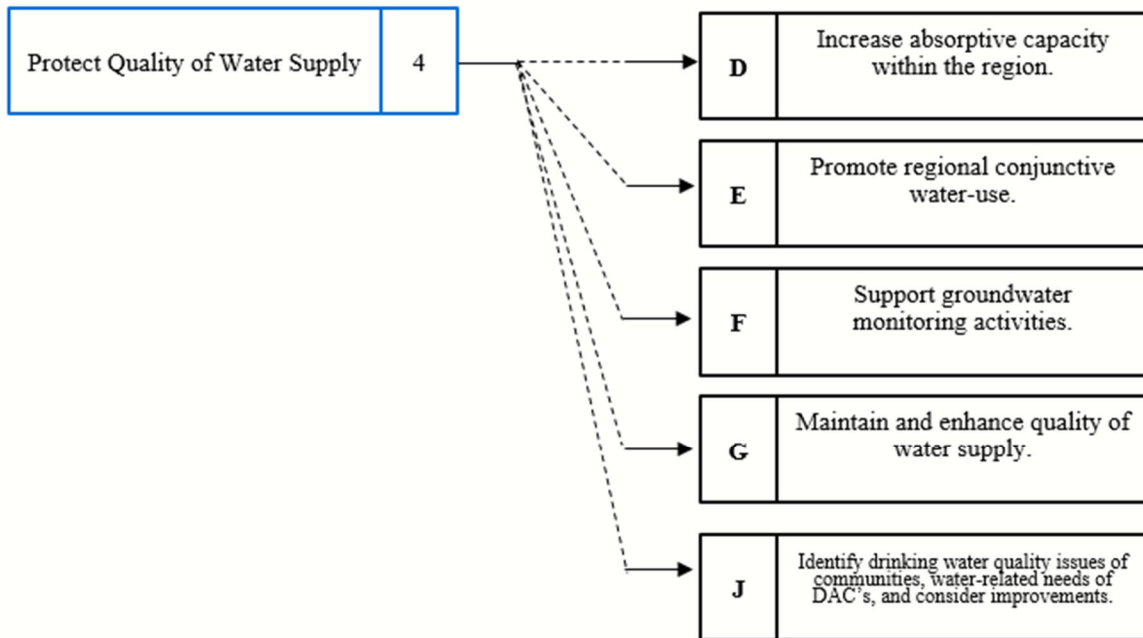 Protect Quality of Water Supply
4
D
Increase absorptive capacity
within the region.
E
Promote regional conjunctive
water-use.
F
Support groundwater
monitoring activities.
G
Maintain and enhance quality of
water supply.
J
Identify drinking water quality issues of
communities, water-related needs of
DAC's, and consider improvements.